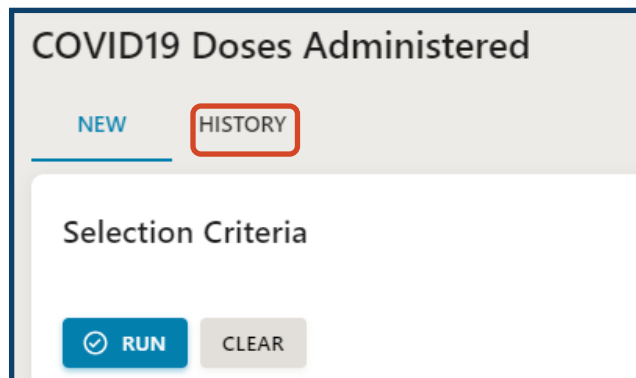 COVID19 Doses Administered
NEW HISTORY
Selection Criteria
RUN CLEAR